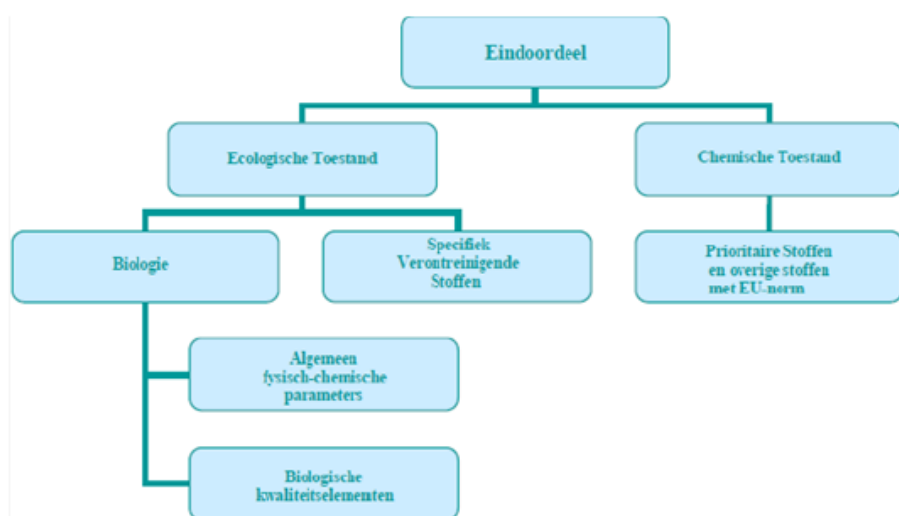 Eindoordeel
Ecologische Toestand
Chemische Toestand
Biologie
Specifiek
Verontreinigende
Stoffen
Prioritaire Stoffen
en overige stoffen
met EU-norm
Algemeen
fysisch-chemische
parameters
Biologische
kwaliteitselementen